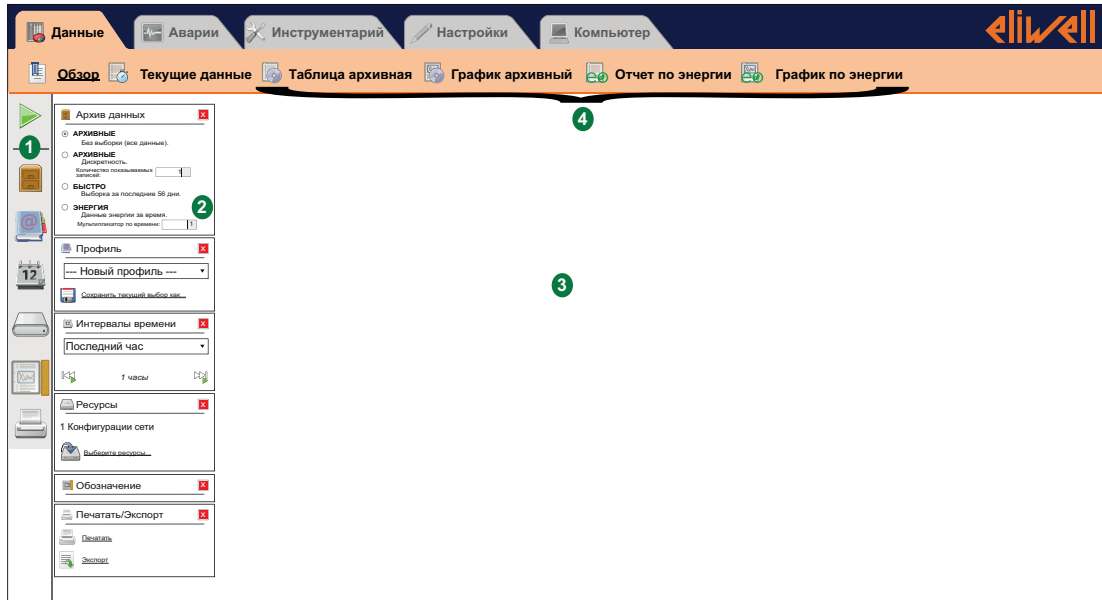 Данные
Аварии
Инструментарий
Настройки
Компьютер
eliwell
Обзор
Текущие данные
Таблица архивная
График архивный
Отчет по энергии
График по энергии
4
1
Архив данных
X
АРХИВНЫЕ
Без выборки (все данные).
АРХИВНЫЕ
Дискретность.
Количество показываемых
записей:
1
БЫСТРО
Выборка за последние 56 дни.
ЭНЕРГИЯ
Данные энергии за время.
Мультипликатор по времени:
1
2
@
12
Профиль
X
--- Новый профиль ---
Сохранить текущий выбор как...
3
Интервалы времени
X
Последний час
1 часы
Ресурсы
X
1 Конфигурации сети
Выберите ресурсы...
Обозначение
X
Печатать/Экспорт
X
Печатать
Экспорт